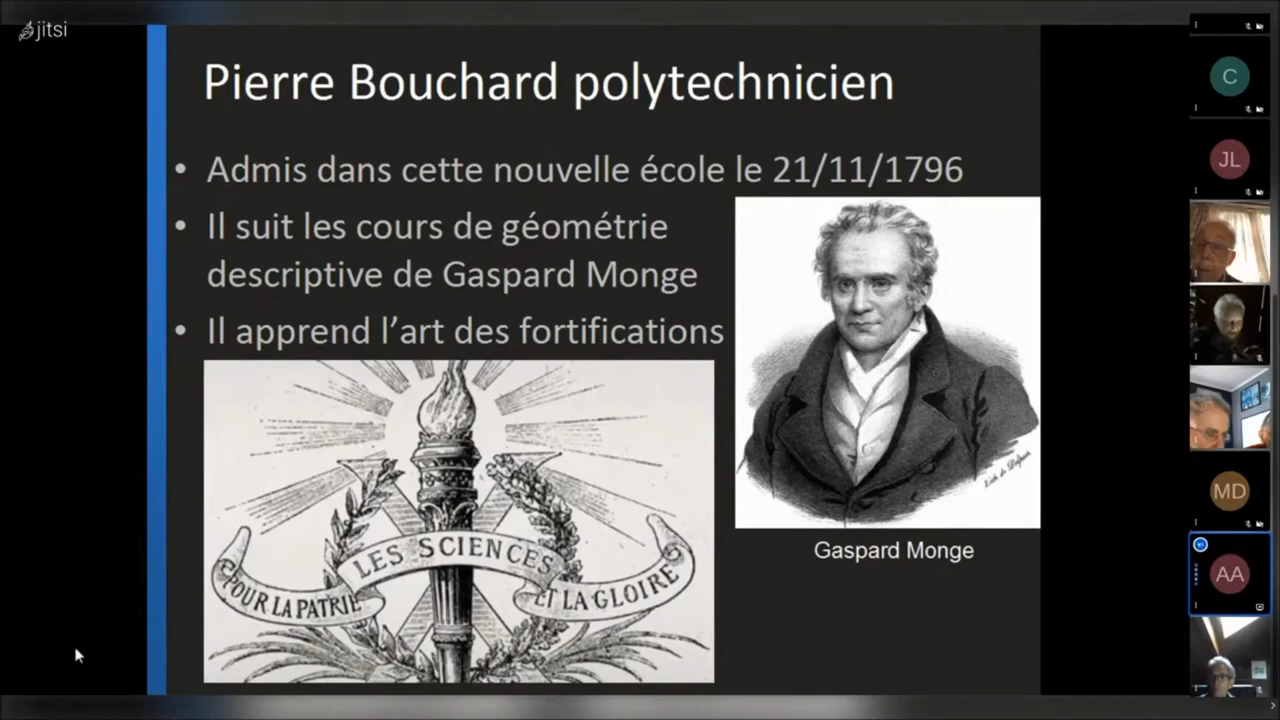 jitsi
Pierre Bouchard polytechnicien
• Admis dans cette nouvelle école le 21/11/1796
• Il suit les cours de géométrie
descriptive de Gaspard Monge
• Il apprend l’art des fortifications
LES SCIENCES
POUR LA PATRIE
ET LA GLOIRE
Gaspard Monge
C
JL
MD
AA